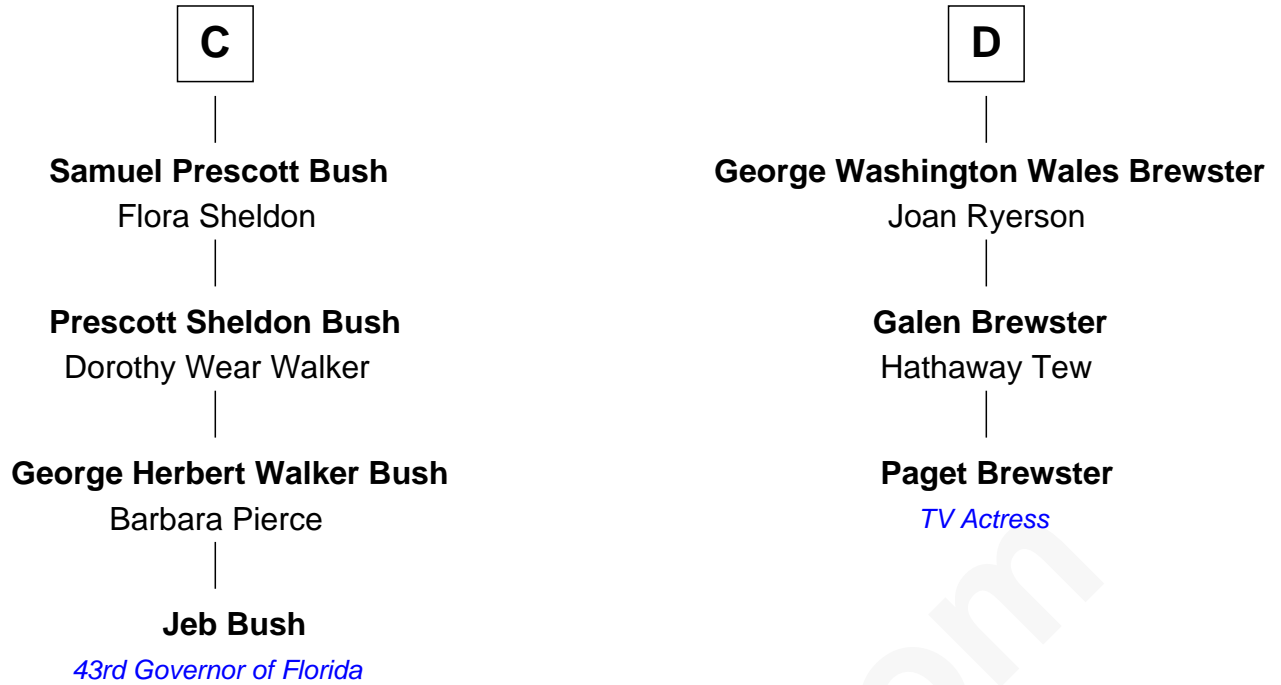 C
Samuel Prescott Bush
Flora Sheldon
Prescott Sheldon Bush
Dorothy Wear Walker
George Herbert Walker Bush
Barbara Pierce
Jeb Bush
43rd Governor of Florida
D
George Washington Wales Brewster
Joan Ryerson
Galen Brewster
Hathaway Tew
Paget Brewster
TV Actress
om